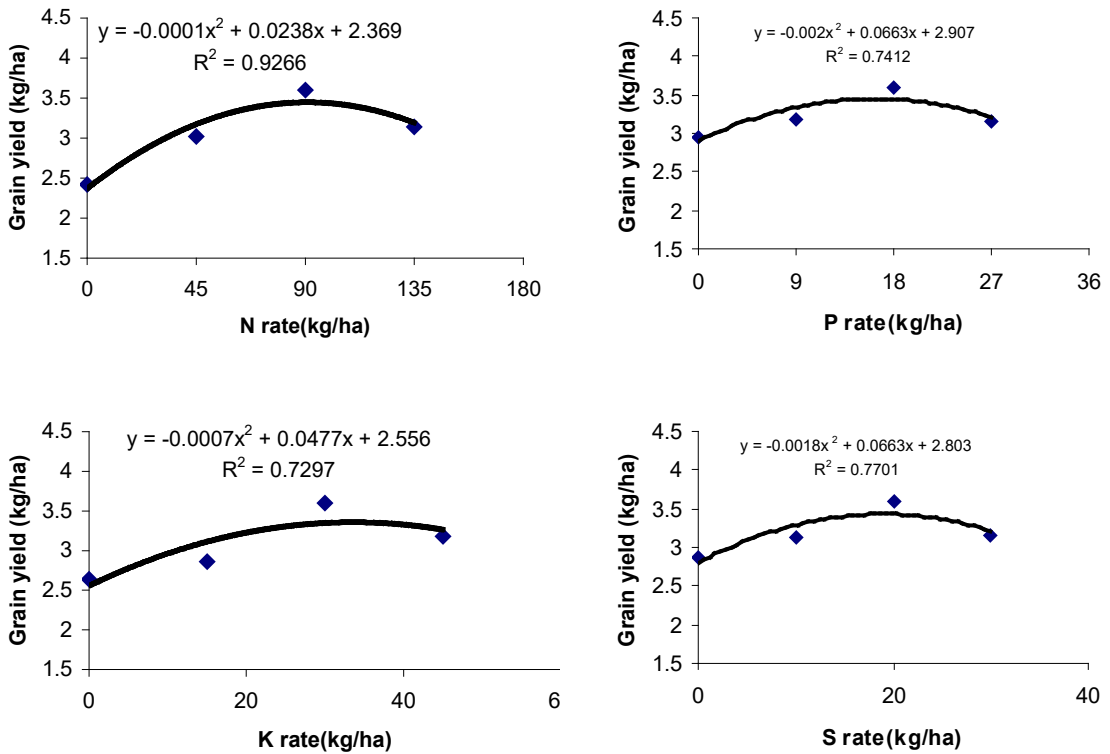 y = -0.0001x² + 0.0238x + 2.369
R² = 0.9266
Grain yield (kg/ha)
4.5
4
3.5
3
2.5
2
1.5
0 45 90 135 180
N rate(kg/ha)
y = -0.002x² + 0.0663x + 2.907
R² = 0.7412
Grain yield (kg/ha)
4.5
4
3.5
3
2.5
2
1.5
0 9 18 27 36
P rate(kg/ha)
y = -0.0007x² + 0.0477x + 2.556
R² = 0.7297
Grain yield (kg/ha)
4.5
4
3.5
3
2.5
2
1.5
0 20 40 6
K rate(kg/ha)
y = -0.0018x² + 0.0663x + 2.803
R² = 0.7701
Grain yield (kg/ha)
4.5
4
3.5
3
2.5
2
1.5
0 20 40
S rate(kg/ha)